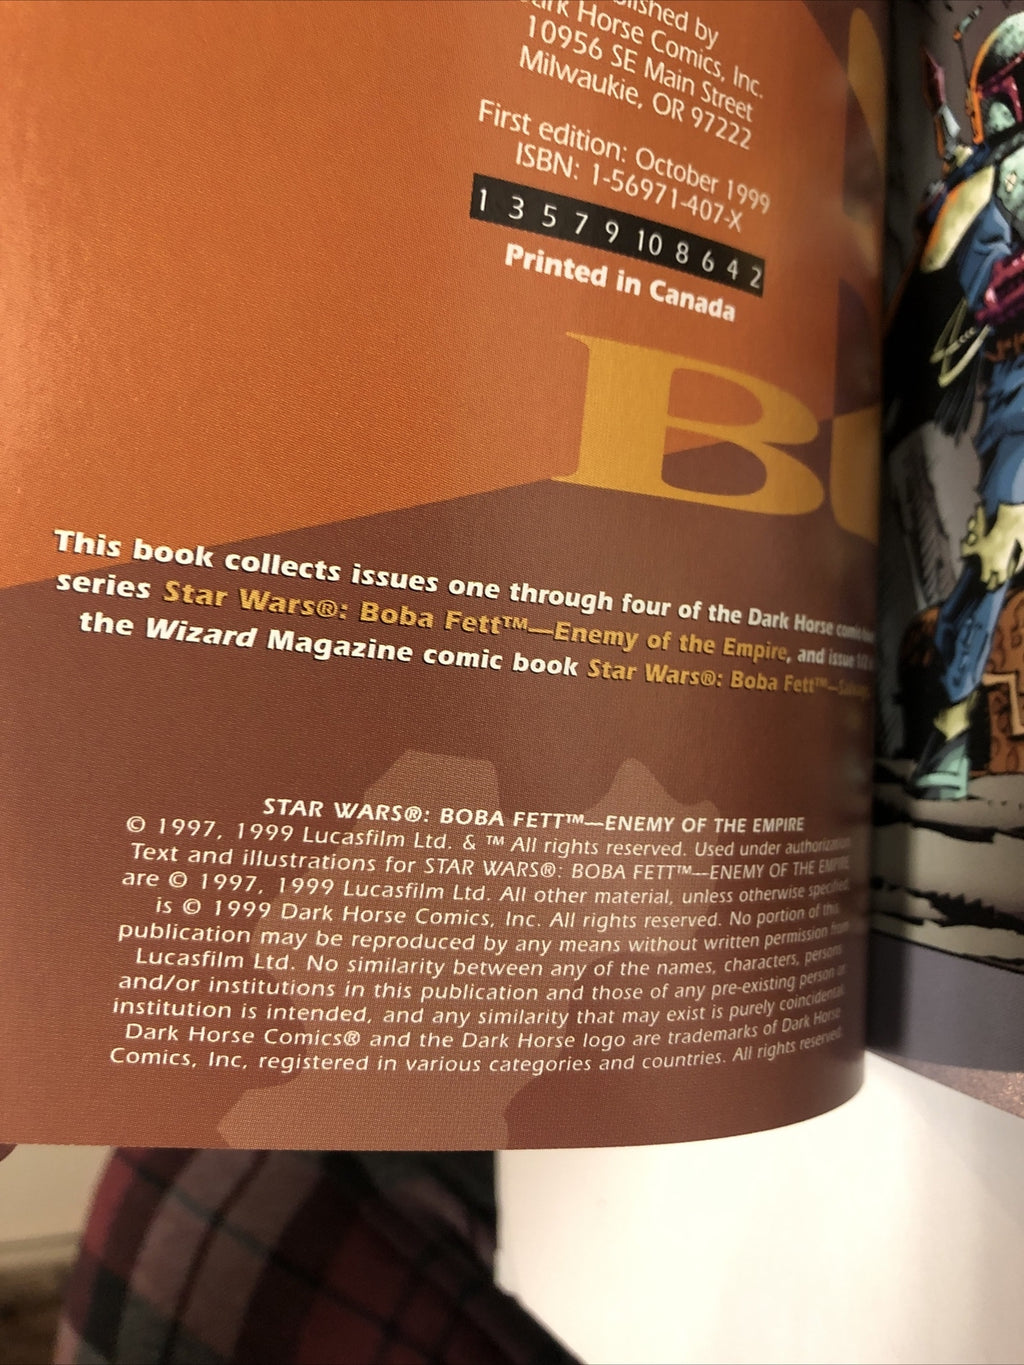 Horse Comics, Inc.
10956 SE Main Street
Milwaukie, OR 97222
First edition: October 1999
ISBN: 1-56971-407-X
1 3 5 7 9 10 8 6 4 2
Printed in Canada
B
This book collects issues one through four of the Dark Horse comic
series Star Wars®: Boba Fett™—Enemy of the Empire, and issue 1/2
the Wizard Magazine comic book Star Wars®: Boba Fett™—
STAR WARS®: BOBA FETT™—ENEMY OF THE EMPIRE
© 1997, 1999 Lucasfilm Ltd. & ™ All rights reserved. Used under authorization.
Text and illustrations for STAR WARS®: BOBA FETT™—ENEMY OF THE EMPIRE
are © 1997, 1999 Lucasfilm Ltd. All other material, unless otherwise specified,
is © 1999 Dark Horse Comics, Inc. All rights reserved. No portion of this
publication may be reproduced by any means without written permission from
Lucasfilm Ltd. No similarity between any of the names, characters, persons
and/or institutions in this publication and those of any pre-existing person or
institution is intended, and any similarity that may exist is purely coincidental.
Dark Horse Comics® and the Dark Horse logo are trademarks of Dark Horse
Comics, Inc, registered in various categories and countries. All rights reserved.